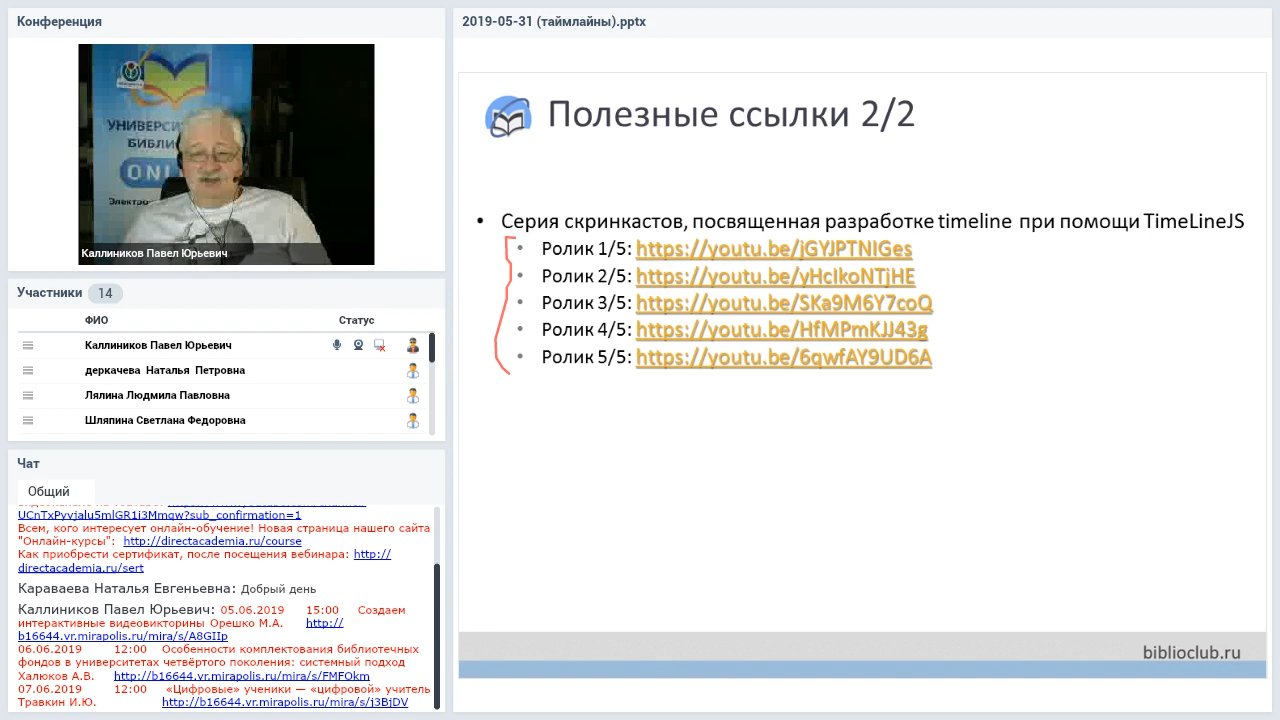 Конференция
УНИВЕРСИ
БИБЛИО
ONLI
Каллиников Павел Юрьевич
Участники 14
ФИО Статус
Каллиников Павел Юрьевич
деркачева Наталья Петровна
Лялина Людмила Павловна
Шляпина Светлана Федоровна
Чат
Общий
UCnTxPyvjalu5mlGR1i3Mmqw?sub_confirmation=1
Всем, кого интересует онлайн-обучение! Новая страница нашего сайта
"Онлайн-курсы": http://directacademia.ru/course
Как приобрести сертификат, после посещения вебинара: http://
directacademia.ru/sert
Караваева Наталья Евгеньевна: Добрый день
Каллиников Павел Юрьевич: 05.06.2019 15:00 Создаем
интерактивные видеовикторины Орешко М.А. http://
b16644.vr.mirapolis.ru/mira/s/A8GIIp
06.06.2019 12:00 Особенности комплектования библиотечных
фондов в университетах четвёртого поколения: системный подход
Халюков А.В. http://b16644.vr.mirapolis.ru/mira/s/FMFOkm
07.06.2019 12:00 «Цифровые» ученики — «цифровой» учитель
Травкин И.Ю. http://b16644.vr.mirapolis.ru/mira/s/j3BjDV
2019-05-31 (таймлайны).pptx
Полезные ссылки 2/2
• Серия скринкастов, посвященная разработке timeline при помощи TimeLineJS
• Ролик 1/5: https://youtu.be/jGYJPTNIGes
• Ролик 2/5: https://youtu.be/yHcIkoNTjHE
• Ролик 3/5: https://youtu.be/SKa9M6Y7coQ
• Ролик 4/5: https://youtu.be/HfMPmKJJ43g
• Ролик 5/5: https://youtu.be/6qwfAY9UD6A
biblioclub.ru